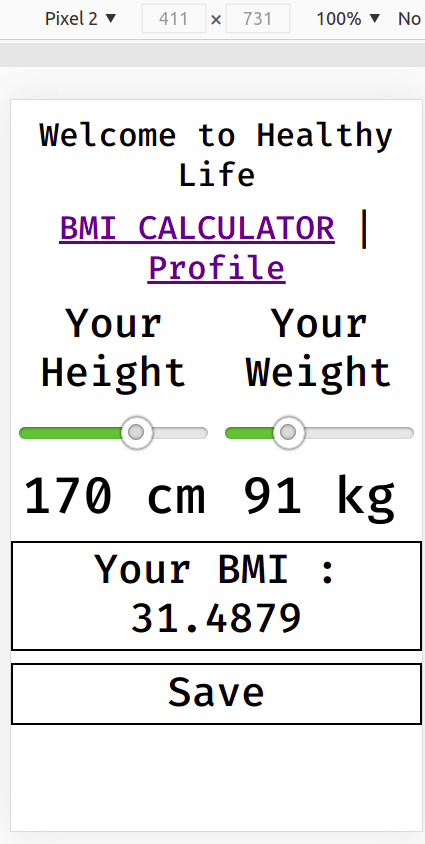 Pixel 2 ▼ 411 × 731 100% ▼ No
Welcome to Healthy
Life
BMI CALCULATOR |
Profile
Your Your
Height Weight
170 cm 91 kg
Your BMI :
31.4879
Save